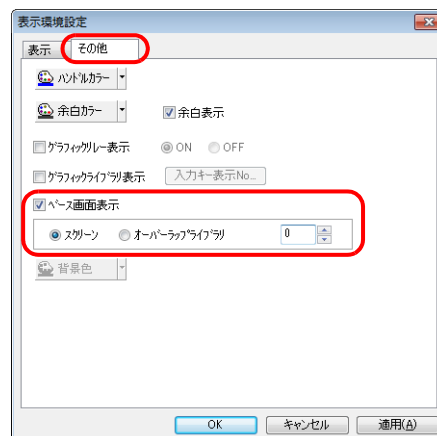 表示環境設定
表示 その他
ﾊﾝﾄﾞﾙｶﾗｰ
余白ｶﾗｰ 余白表示
ｸﾞﾗﾌｨｯｸﾘﾚｰ表示 ON OFF
ｸﾞﾗﾌｨｯｸﾗｲﾌﾞﾗﾘ表示 入力ｷｰ表示No...
ﾍﾞｰｽ画面表示
ｽｸﾘｰﾝ ｵｰﾊﾞｰﾗｯﾌﾟﾗｲﾌﾞﾗﾘ 0
背景色
OK ｷｬﾝｾﾙ 適用(A)